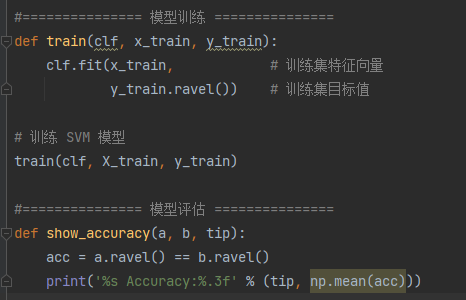 #=============== 模型训练 ===============
def train(clf, x_train, y_train):
    clf.fit(x_train,            # 训练集特征向量
            y_train.ravel())    # 训练集目标值
# 训练 SVM 模型
train(clf, X_train, y_train)
#=============== 模型评估 ===============
def show_accuracy(a, b, tip):
    acc = a.ravel() == b.ravel()
    print('%s Accuracy:%.3f' % (tip, np.mean(acc)))